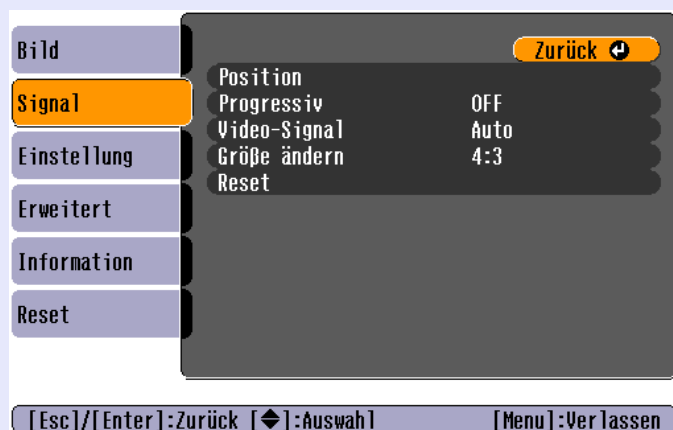 Bild
Signal
Einstellung
Erweitert
Information
Reset
Zurück
Position
Progressiv OFF
Video-Signal Auto
Größe ändern 4:3
Reset
[Esc]/[Enter]:Zurück [◆]:Auswahl [Menu]:Verlassen